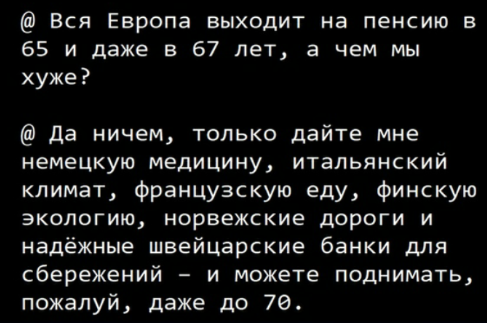 @ Вся Европа выходит на пенсию в
65 и даже в 67 лет, а чем мы
хуже?
@ Да ничем, только дайте мне
немецкую медицину, итальянский
климат, французскую еду, финскую
экологию, норвежские дороги и
надёжные швейцарские банки для
сбережений – и можете поднимать,
пожалуй, даже до 70.